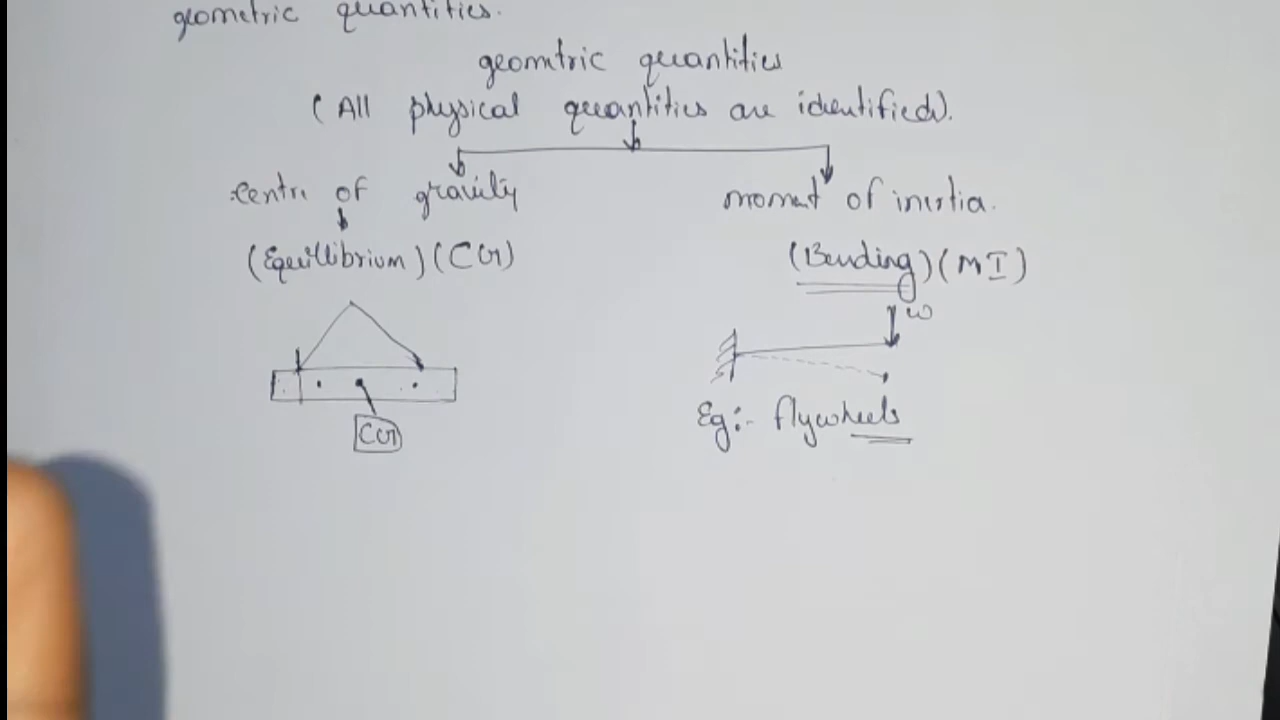 geometric quantities.
geomtric quantities
(All physical quantities are identified).
centre of gravity
moment of inertia.
(Equillibrium) (CG)
(Bending) (MI)
w
CG
Eg:- flywheels